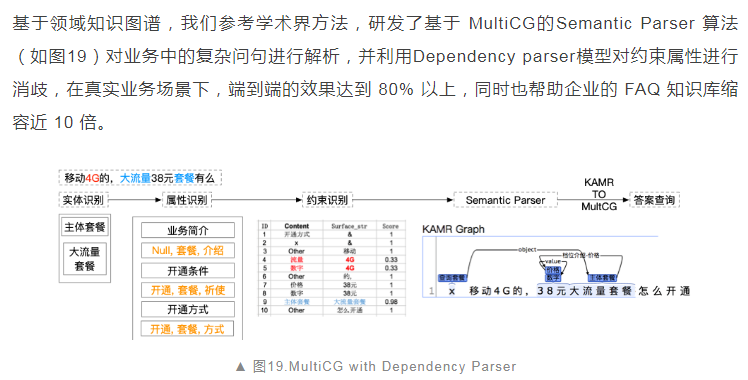 基于领域知识图谱，我们参考学术界方法，研发了基于 MultiCG的Semantic Parser 算法
（如图19）对业务中的复杂问句进行解析，并利用Dependency parser模型对约束属性进行
消歧，在真实业务场景下，端到端的效果达到 80% 以上，同时也帮助企业的 FAQ 知识库缩
容近 10 倍。
移动4G的，大流量38元套餐有么
实体识别 属性识别 约束识别 Semantic Parser KAMR TO MultCG 答案查询
主体套餐
大流量
套餐
业务简介
Null, 套餐, 介绍
开通条件
开通, 套餐, 祈使
开通方式
开通, 套餐, 方式
ID Content Surface_str Score
1 开通方式 & 1
2 x & 1
3 Other 移动 1
4 流量 4G 0.33
5 数字 4G 0.33
6 Other 的, 1
7 价格 38元 1
8 数字 38元 1
9 主体套餐 大流量套餐 0.98
10 Other 怎么开通 1
KAMR Graph
object
档位介绍-价格
value
价格
查询套餐 数字 主体套餐
1 x 移动4G的，38元大流量套餐怎么开通
▲ 图19.MultiCG with Dependency Parser